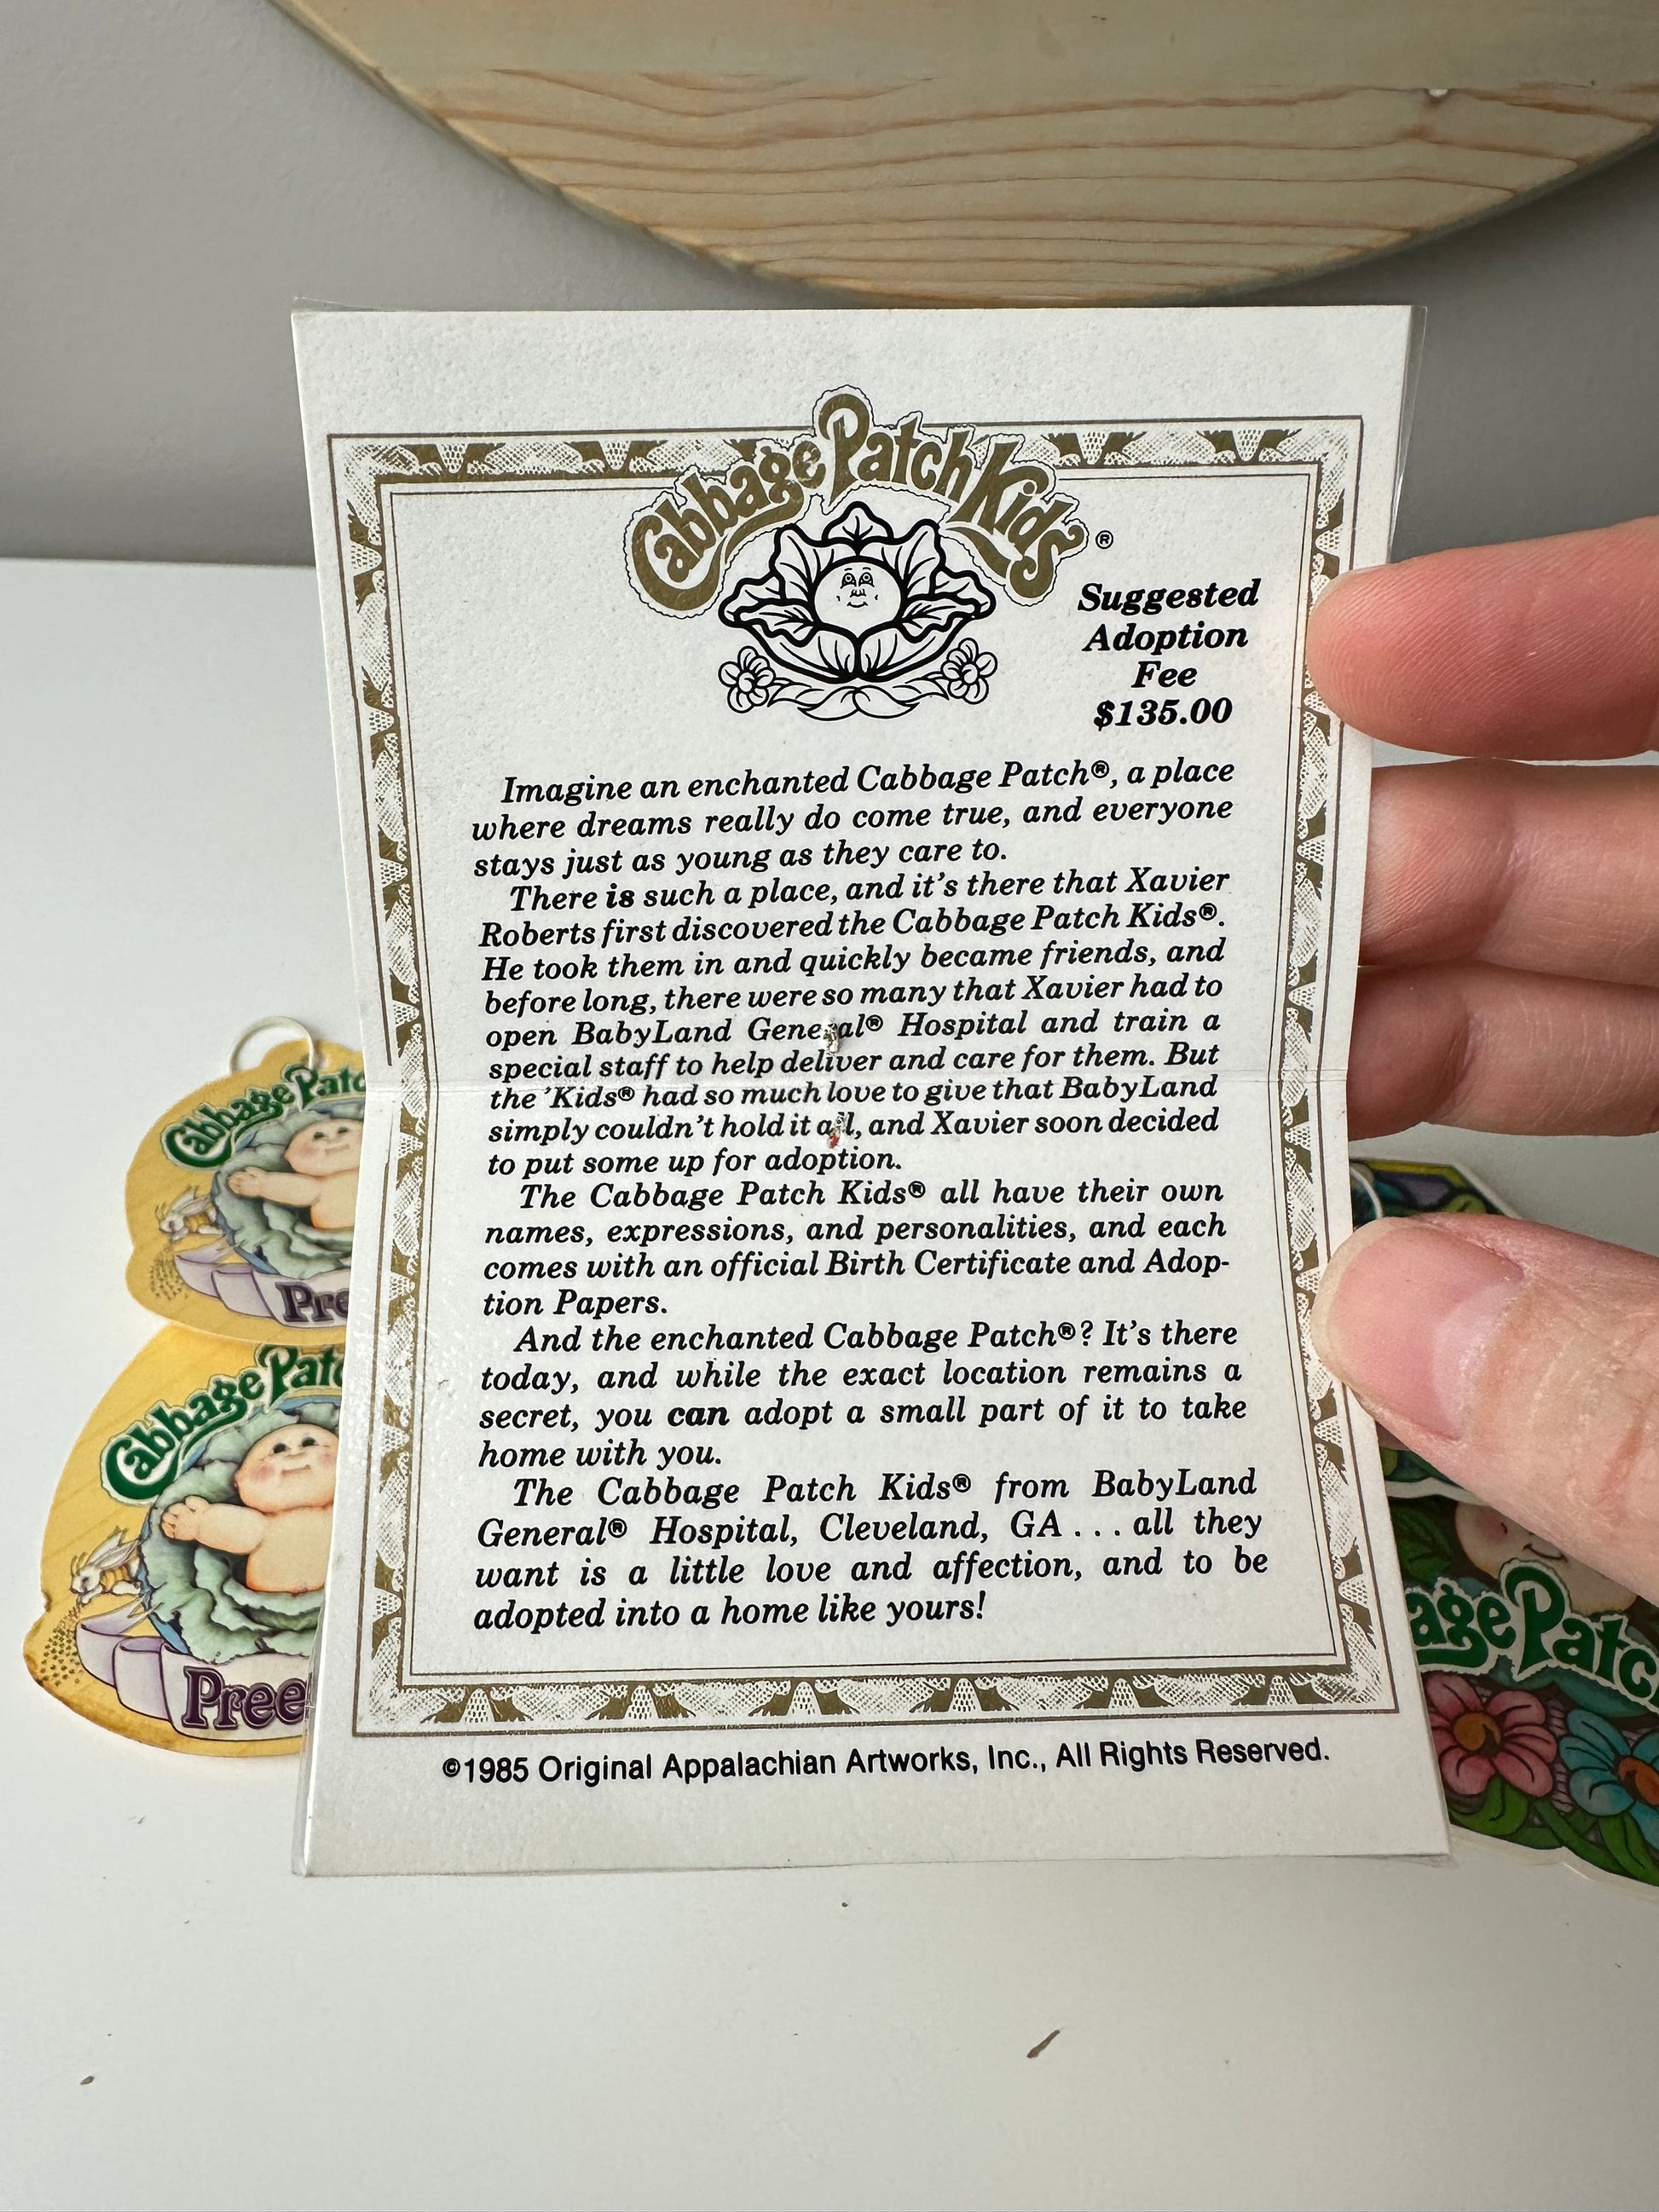 Cabbage Patch Kids®
Suggested
Adoption
Fee
$135.00
Imagine an enchanted Cabbage Patch®, a place
where dreams really do come true, and everyone
stays just as young as they care to.
There is such a place, and it's there that Xavier
Roberts first discovered the Cabbage Patch Kids®.
He took them in and quickly became friends, and
before long, there were so many that Xavier had to
open BabyLand General® Hospital and train a
special staff to help deliver and care for them. But
the 'Kids® had so much love to give that BabyLand
simply couldn't hold it all, and Xavier soon decided
to put some up for adoption.
The Cabbage Patch Kids® all have their own
names, expressions, and personalities, and each
comes with an official Birth Certificate and Adop-
tion Papers.
And the enchanted Cabbage Patch®? It's there
today, and while the exact location remains a
secret, you can adopt a small part of it to take
home with you.
The Cabbage Patch Kids® from BabyLand
General® Hospital, Cleveland, GA . . . all they
want is a little love and affection, and to be
adopted into a home like yours!
©1985 Original Appalachian Artworks, Inc., All Rights Reserved.
Cabbage Patc
Pre
Cabbage Pat
Pree
age Patc